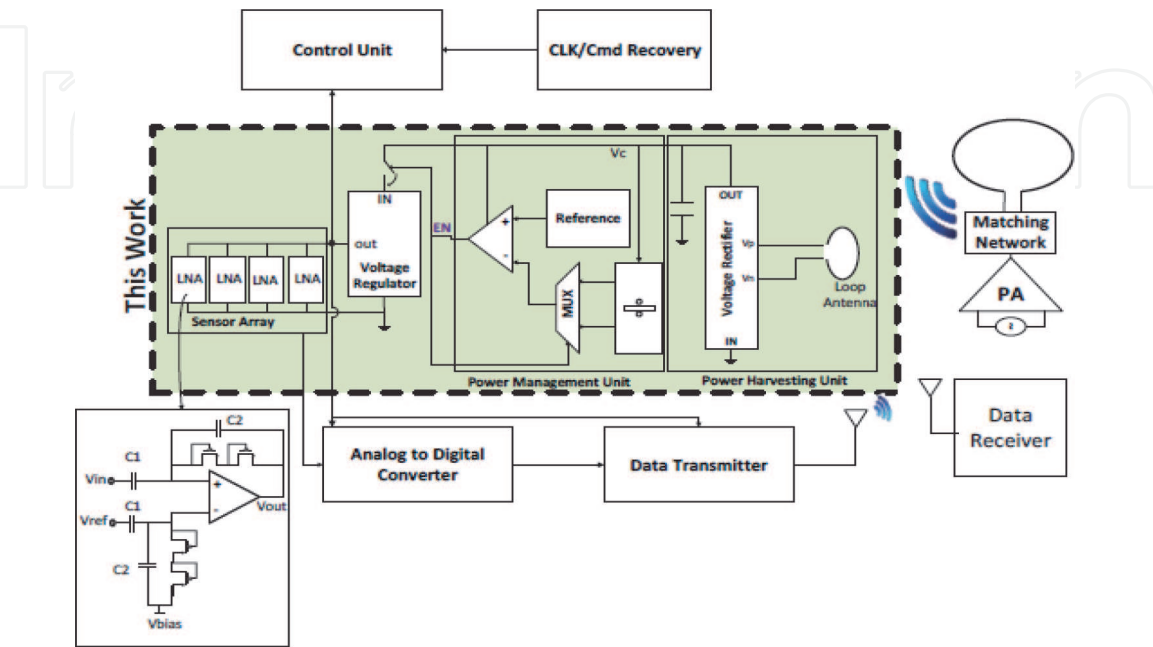 Control Unit
CLK/Cmd Recovery
This Work
Vc
IN
OUT
Reference
EN
+
-
out
Voltage
Regulator
MUX
÷
Voltage Rectifier
Vp
Vn
IN
Loop
Antenna
Matching
Network
PA
LNA LNA LNA LNA
Sensor Array
Power Management Unit
Power Harvesting Unit
C2
C1
Vin
+
C1
-
Vout
Vref
C2
Vbias
Analog to Digital
Converter
Data Transmitter
Data
Receiver